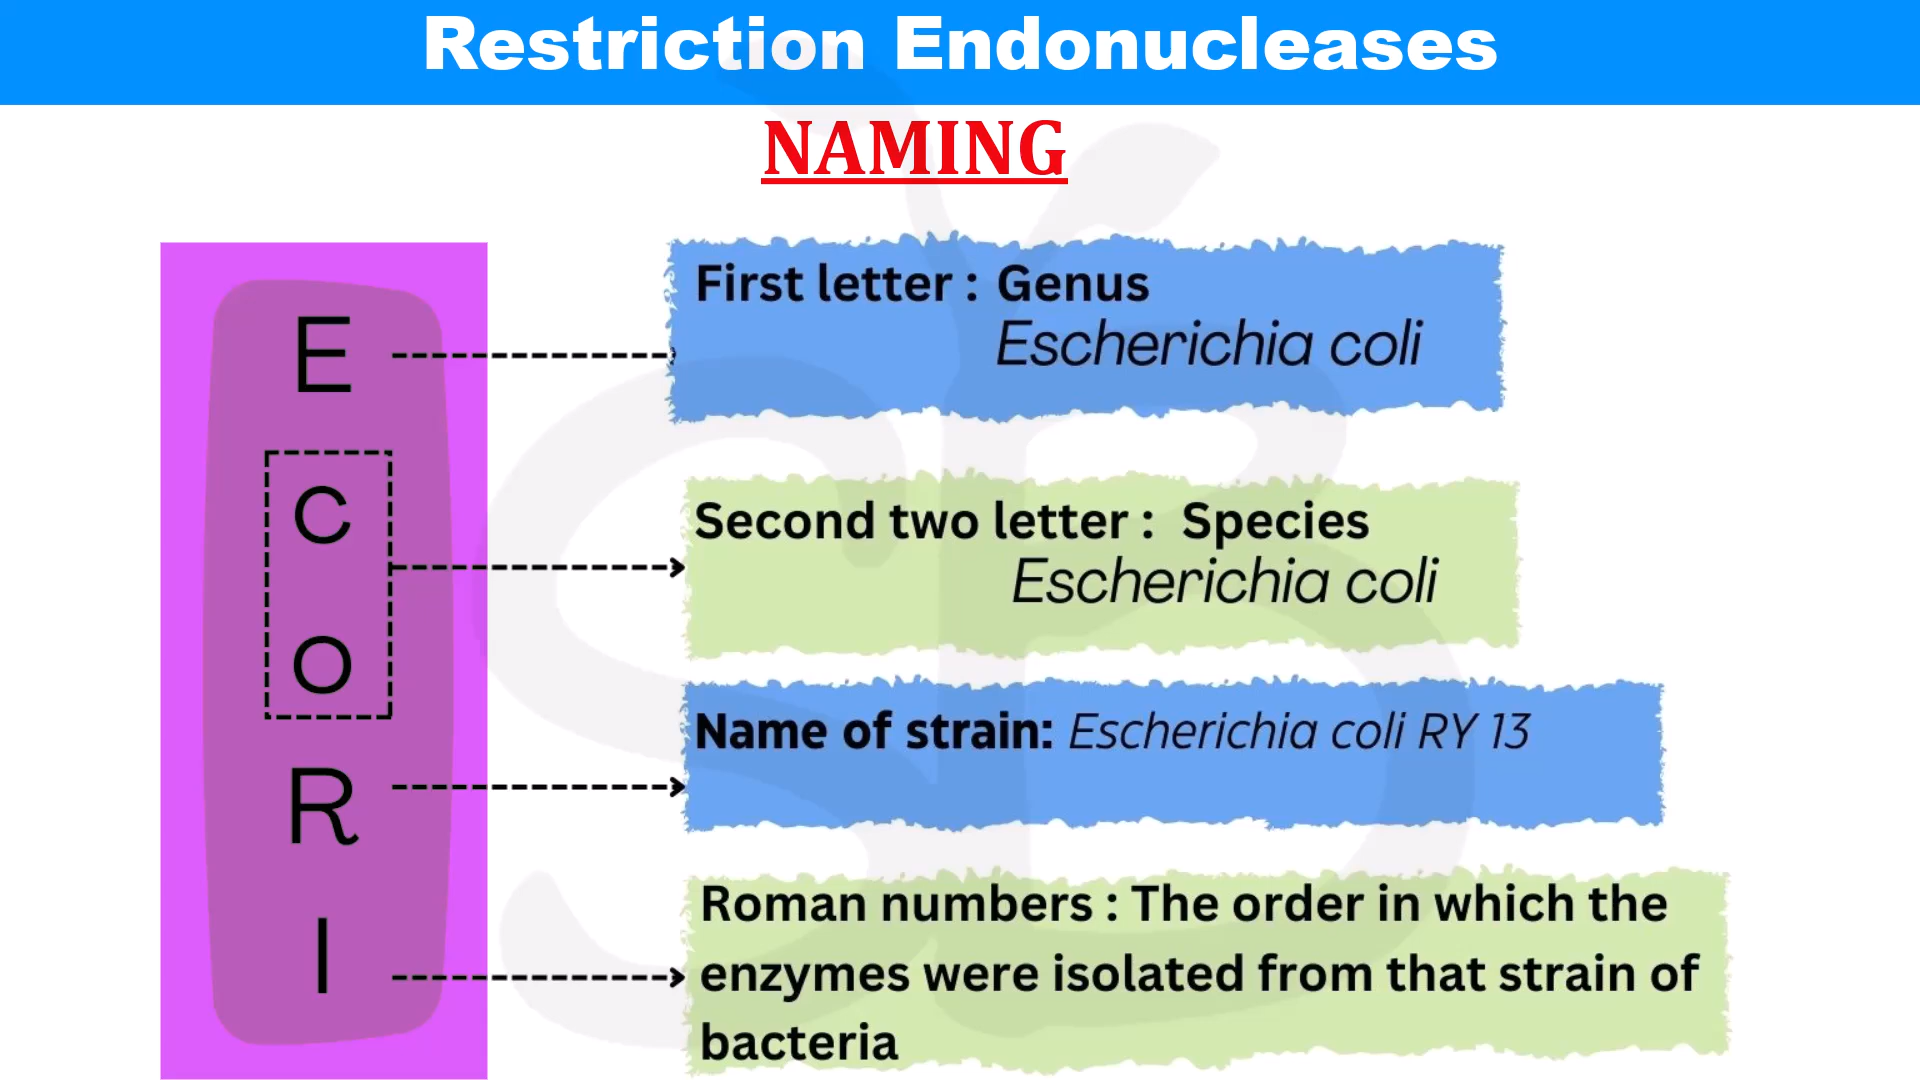 Restriction Endonucleases
NAMING
E
C
O
R
I
First letter : Genus
Escherichia coli
Second two letter : Species
Escherichia coli
Name of strain: Escherichia coli RY 13
Roman numbers : The order in which the
enzymes were isolated from that strain of
bacteria